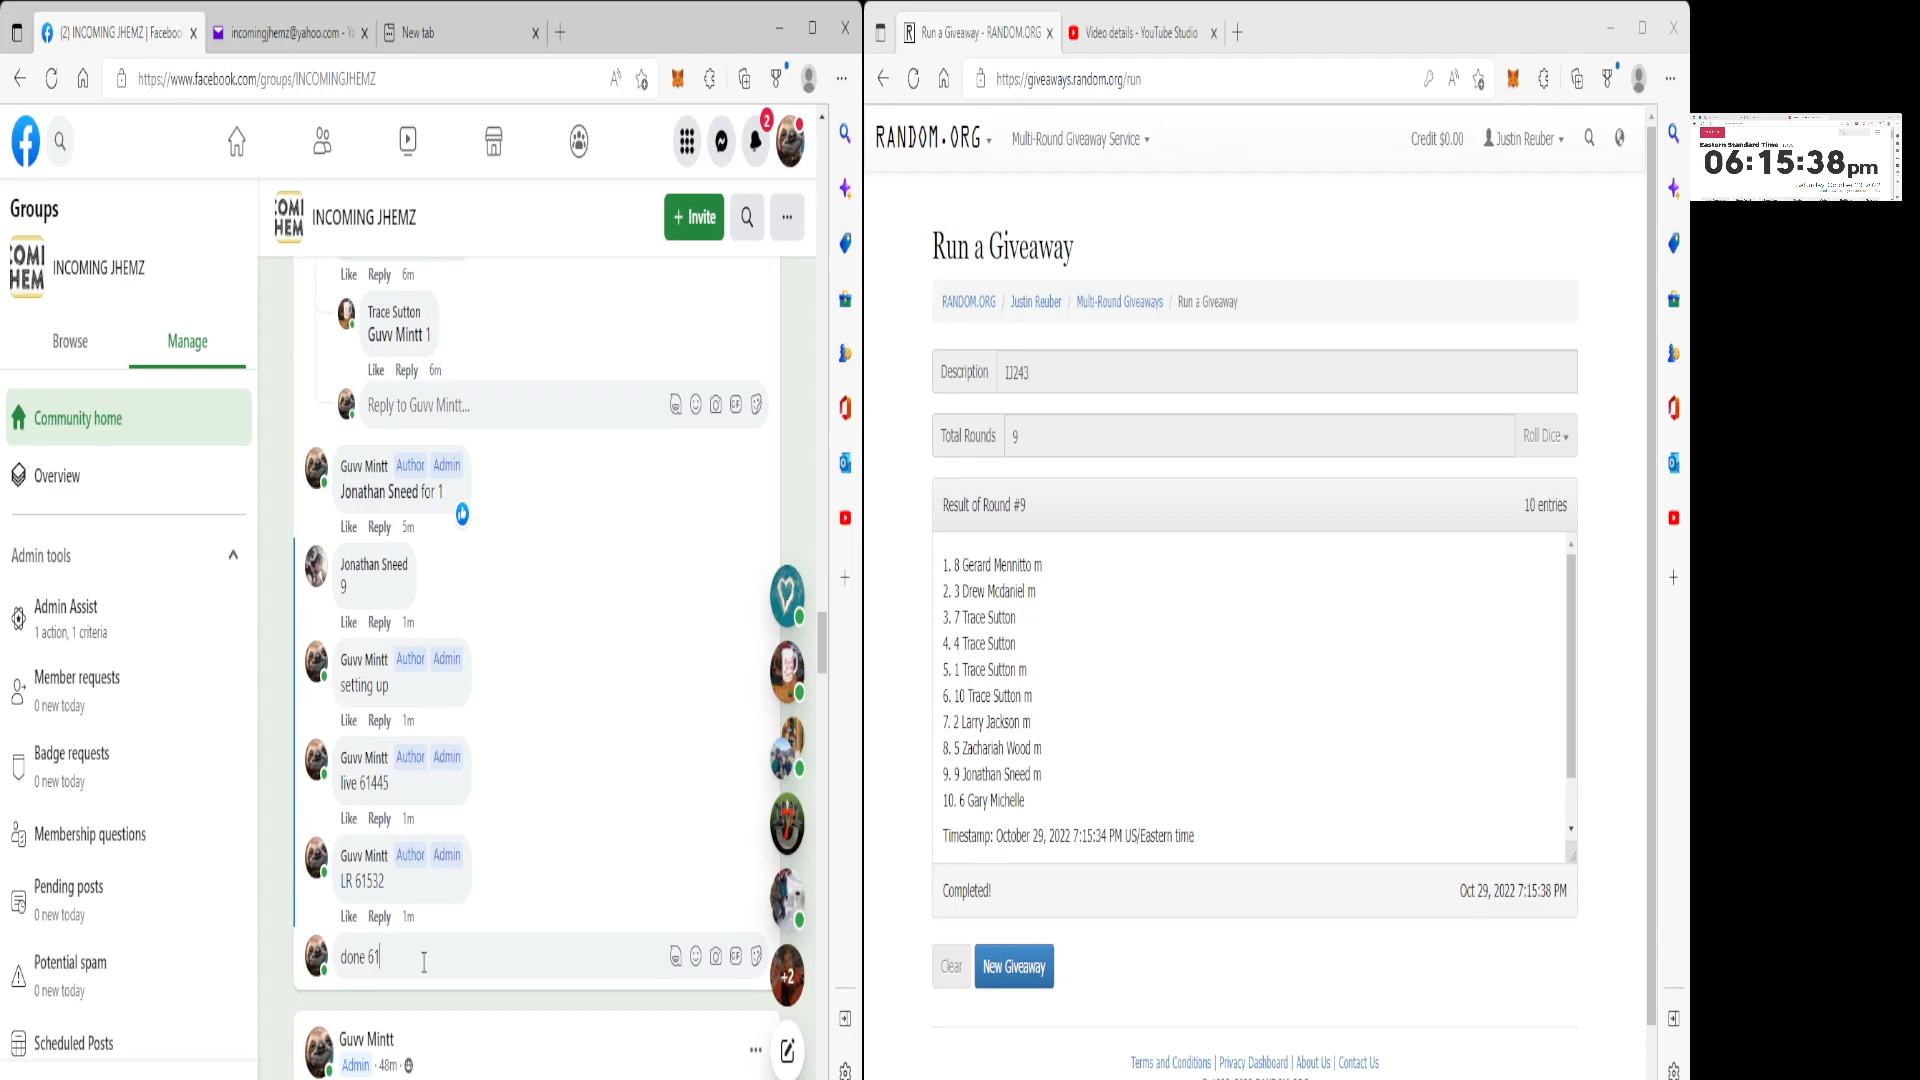 (2) INCOMING JHEMZ | Facebook
incomingjhemz@yahoo.com - Ya
New tab
https://www.facebook.com/groups/INCOMINGJHEMZ
2
Groups
INCOMING JHEMZ
Browse
Manage
Community home
Overview
Admin tools
Admin Assist
1 action, 1 criteria
Member requests
0 new today
Badge requests
0 new today
Membership questions
Pending posts
0 new today
Potential spam
0 new today
Scheduled Posts
INCOMING JHEMZ
+ Invite
Like Reply 6m
Trace Sutton
Guvv Mintt 1
Like Reply 6m
Reply to Guvv Mintt...
Guvv Mintt Author Admin
Jonathan Sneed for 1
Like Reply 5m
Jonathan Sneed
9
Like Reply 1m
Guvv Mintt Author Admin
setting up
Like Reply 1m
Guvv Mintt Author Admin
live 61445
Like Reply 1m
Guvv Mintt Author Admin
LR 61532
Like Reply 1m
done 61
+2
Guvv Mintt
Admin · 48m ·
Run a Giveaway - RANDOM.ORG
Video details - YouTube Studio
https://giveaways.random.org/run
RANDOM.ORG
Multi-Round Giveaway Service
Credit $0.00
Justin Reuber
Run a Giveaway
RANDOM.ORG / Justin Reuber / Multi-Round Giveaways / Run a Giveaway
Description IJ243
Total Rounds 9 Roll Dice
Result of Round #9 10 entries
1. 8 Gerard Mennitto m
2. 3 Drew Mcdaniel m
3. 7 Trace Sutton
4. 4 Trace Sutton
5. 1 Trace Sutton m
6. 10 Trace Sutton m
7. 2 Larry Jackson m
8. 5 Zachariah Wood m
9. 9 Jonathan Sneed m
10. 6 Gary Michelle
Timestamp: October 29, 2022 7:15:34 PM US/Eastern time
Completed! Oct 29, 2022 7:15:38 PM
Clear New Giveaway
Terms and Conditions | Privacy Dashboard | About Us | Contact Us
Eastern Standard Time
06:15:38pm
Saturday, October 29, 2022